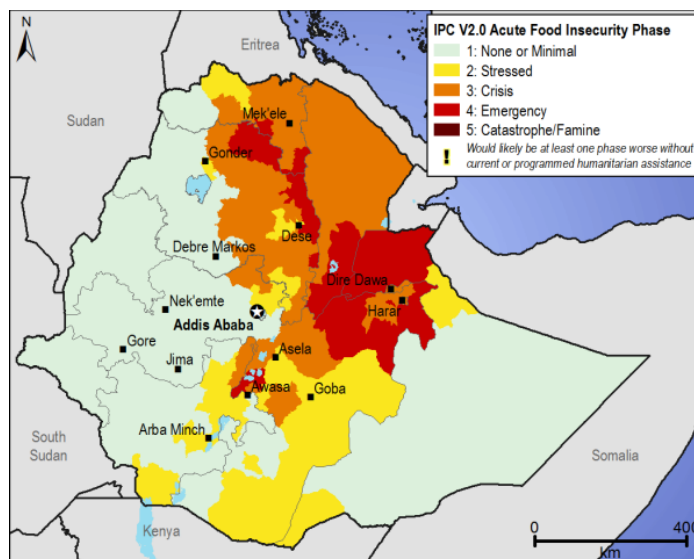 N
IPC V2.0 Acute Food Insecurity Phase
1: None or Minimal
2: Stressed
3: Crisis
4: Emergency
5: Catastrophe/Famine
! Would likely be at least one phase worse without
current or programmed humanitarian assistance
Eritrea
Sudan
Mek'ele
Gonder
Dese
Debre Markos
Dire Dawa
Nek'emte
Harar
Addis Ababa
Gore
Asela
Jima
Awasa
Goba
Arba Minch
South
Sudan
Somalia
Kenya
0 400
km